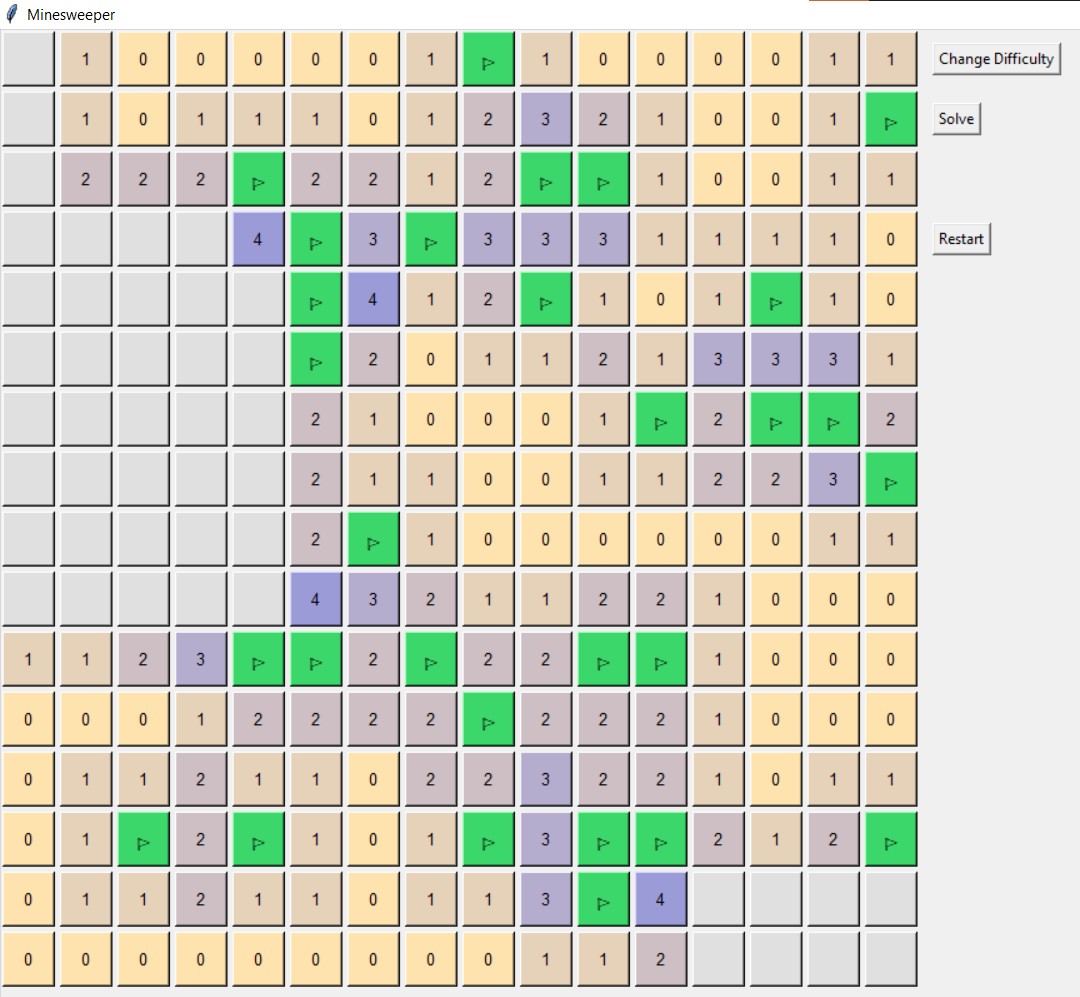 Minesweeper
1 0 0 0 0 0 1 1 0 0 0 0 1 1 Change Difficulty
1 0 1 1 1 0 1 2 3 2 1 0 0 1 Solve
2 2 2 2 2 1 2 1 0 0 1 1
4 3 3 3 3 1 1 1 1 0 Restart
4 1 2 1 0 1 1 0
2 0 1 1 2 1 3 3 3 1
2 1 0 0 0 1 2 2
2 1 1 0 0 1 1 2 2 3
2 1 0 0 0 0 0 0 1 1
4 3 2 1 1 2 2 1 0 0 0
1 1 2 3 2 2 2 1 0 0 0
0 0 0 1 2 2 2 2 2 2 2 1 0 0 0
0 1 1 2 1 1 0 2 2 3 2 2 1 0 1 1
0 1 2 1 0 1 3 2 1 2
0 1 1 2 1 1 0 1 1 3 4
0 0 0 0 0 0 0 0 0 1 1 2